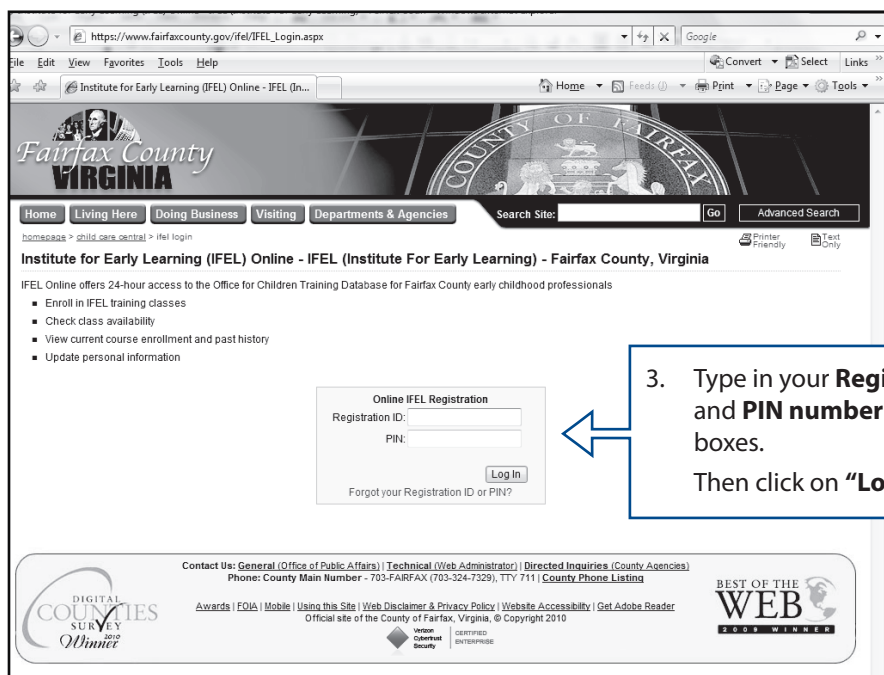 https://www.fairfaxcounty.gov/ifel/IFEL_Login.aspx
Google
File Edit View Favorites Tools Help
Convert Select Links
Institute for Early Learning (IFEL) Online - IFEL (In...
Home Feeds (J) Print Page Tools
COUNTY OF FAIRFAX
Fairfax County
VIRGINIA
Home Living Here Doing Business Visiting Departments & Agencies Search Site: Go Advanced Search
homepage > child care central > ifel login
Printer Friendly
Text Only
Institute for Early Learning (IFEL) Online - IFEL (Institute For Early Learning) - Fairfax County, Virginia
IFEL Online offers 24-hour access to the Office for Children Training Database for Fairfax County early childhood professionals
■ Enroll in IFEL training classes
■ Check class availability
■ View current course enrollment and past history
■ Update personal information
Online IFEL Registration
Registration ID:
PIN:
Log In
Forgot your Registration ID or PIN?
3. Type in your Regi
and PIN number
boxes.
Then click on "Lo
Contact Us: General (Office of Public Affairs) | Technical (Web Administrator) | Directed Inquiries (County Agencies)
Phone: County Main Number - 703-FAIRFAX (703-324-7329), TTY 711 | County Phone Listing
Awards | FOIA | Mobile | Using this Site | Web Disclaimer & Privacy Policy | Website Accessibility | Get Adobe Reader
Official site of the County of Fairfax, Virginia, © Copyright 2010
Verizon
Cybertrust
Security
CERTIFIED
ENTERPRISE
DIGITAL
COUNTIES
SURVEY
2010
Winner
BEST OF THE
WEB
2009 WINNER